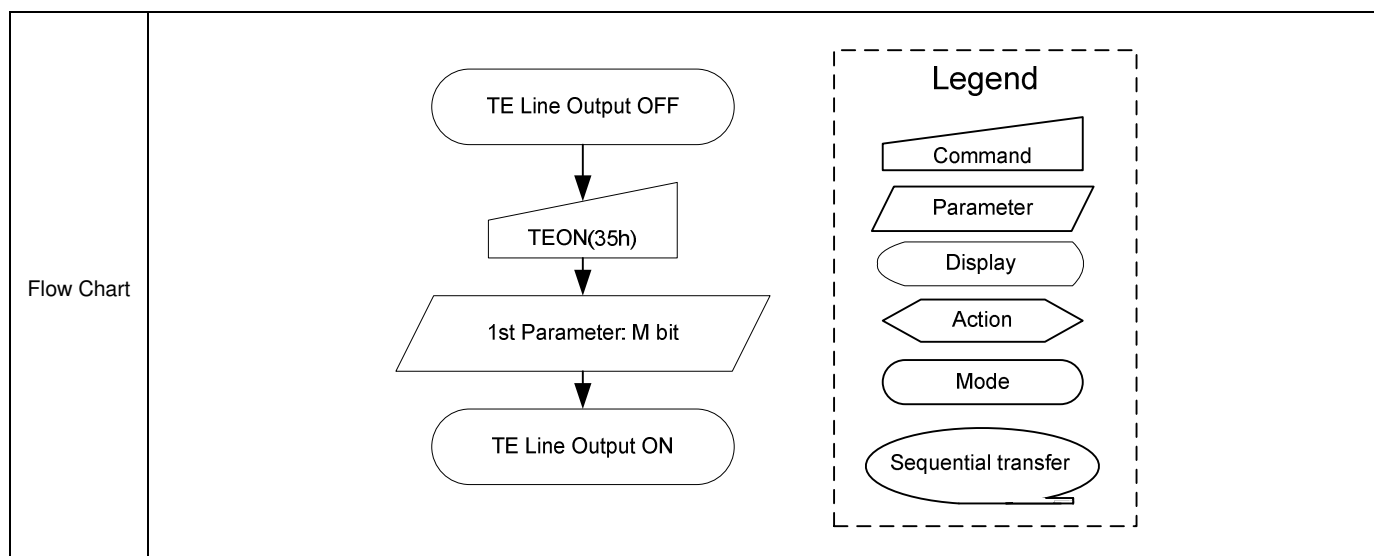 Flow Chart
TE Line Output OFF
TEON(35h)
1st Parameter: M bit
TE Line Output ON
Legend
Command
Parameter
Display
Action
Mode
Sequential transfer